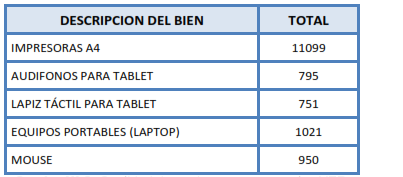 DESCRIPCION DEL BIEN TOTAL
IMPRESORAS A4 11099
AUDIFONOS PARA TABLET 795
LAPIZ TÁCTIL PARA TABLET 751
EQUIPOS PORTABLES (LAPTOP) 1021
MOUSE 950